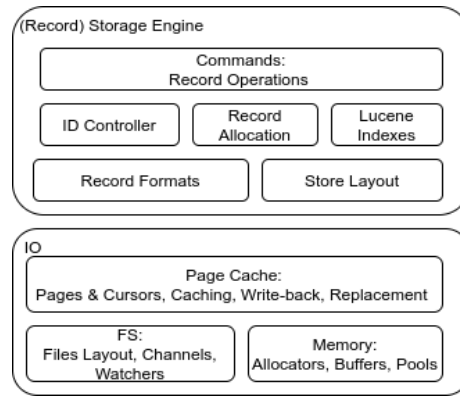 (Record) Storage Engine
Commands:
Record Operations
ID Controller
Record
Allocation
Lucene
Indexes
Record Formats
Store Layout
IO
Page Cache:
Pages & Cursors, Caching, Write-back, Replacement
FS:
Files Layout, Channels,
Watchers
Memory:
Allocators, Buffers, Pools